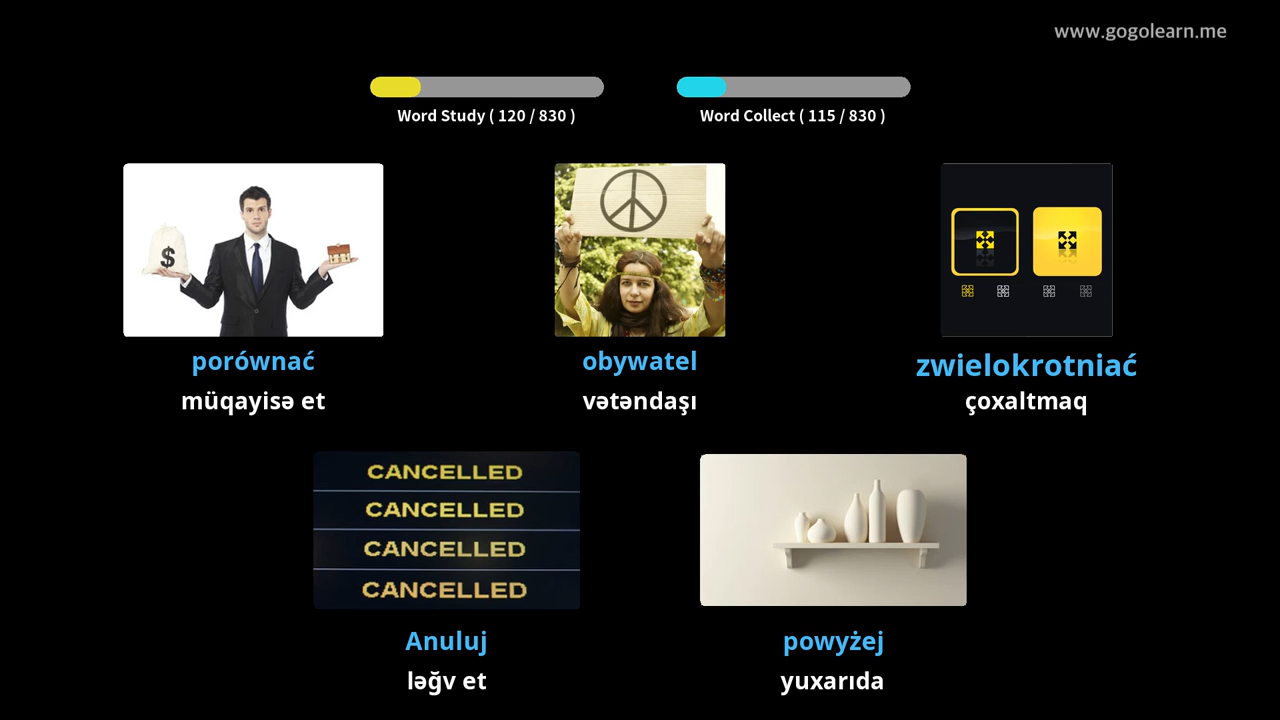 www.gogolearn.me
Word Study ( 120 / 830 )
Word Collect ( 115 / 830 )
$
porównać
müqayisə et
obywatel
vətəndaşı
zwielokrotniać
çoxaltmaq
CANCELLED
CANCELLED
CANCELLED
CANCELLED
Anuluj
ləğv et
powyżej
yuxarıda